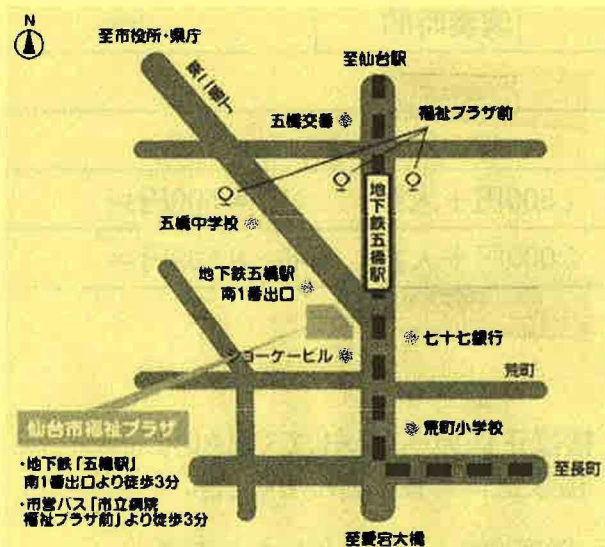 N
至市役所・県庁
至仙台駅
東二番丁
五橋交番
福祉プラザ前
地下鉄五橋駅
五橋中学校
地下鉄五橋駅
南1番出口
七十七銀行
ショーケービル
荒町
仙台市福祉プラザ
荒町小学校
・地下鉄「五橋駅」
南1番出口より徒歩3分
至長町
・市営バス「市立病院
福祉プラザ前」より徒歩3分
至愛宕大橋